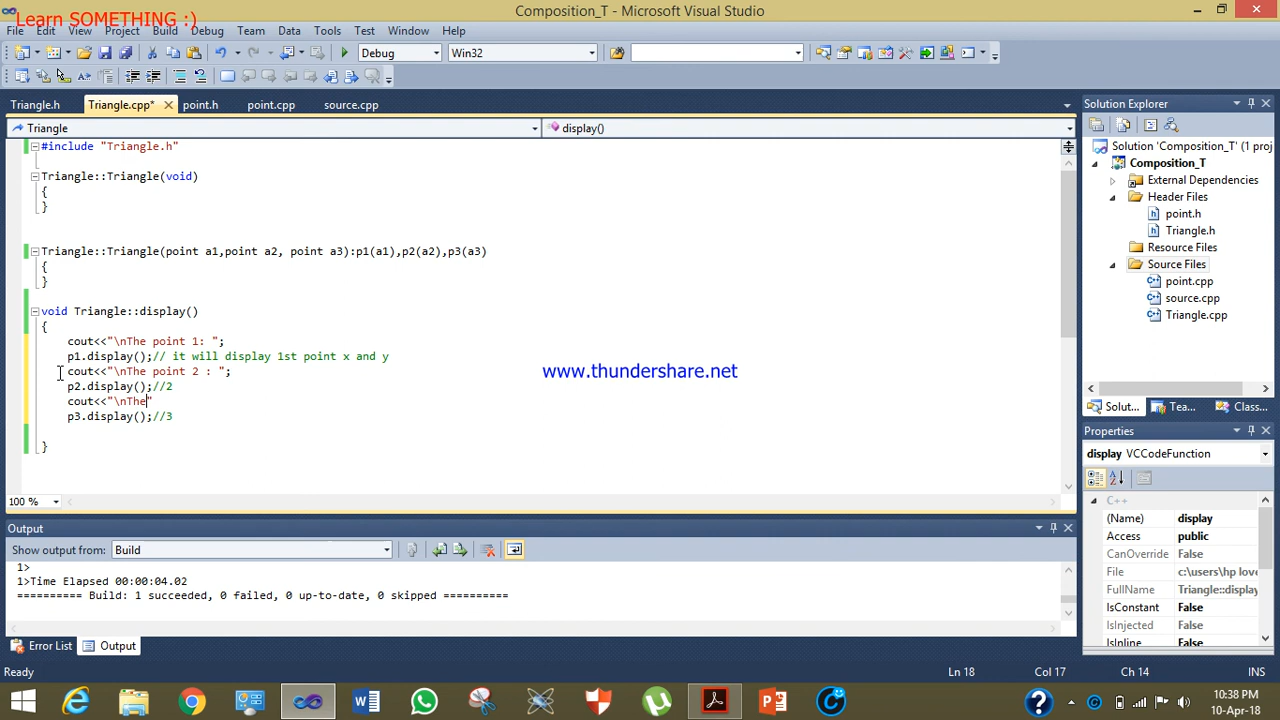 Composition_T - Microsoft Visual Studio
Learn SOMETHING :)
File Edit View Project Build Debug Team Data Tools Test Window Help
Debug Win32
Triangle.h Triangle.cpp* point.h point.cpp source.cpp
Triangle display()
#include "Triangle.h"
Triangle::Triangle(void)
{
}
Triangle::Triangle(point a1,point a2, point a3):p1(a1),p2(a2),p3(a3)
{
}
void Triangle::display()
{
cout<<"\nThe point 1: ";
p1.display();// it will display 1st point x and y
cout<<"\nThe point 2 : ";
p2.display();//2
cout<<"\nThe"
p3.display();//3
}
www.thundershare.net
100 %
Solution Explorer
Solution 'Composition_T' (1 proj
Composition_T
External Dependencies
Header Files
point.h
Triangle.h
Resource Files
Source Files
point.cpp
source.cpp
Triangle.cpp
Solut... Tea... Class...
Properties
display VCCodeFunction
C++
(Name) display
Access public
CanOverride False
File c:\users\hp love
FullName Triangle::display
IsConstant False
IsInjected False
IsInline False
Output
Show output from: Build
1>
1>Time Elapsed 00:00:04.02
========== Build: 1 succeeded, 0 failed, 0 up-to-date, 0 skipped ==========
Error List Output
Ready Ln 18 Col 17 Ch 14 INS
10:38 PM
10-Apr-18